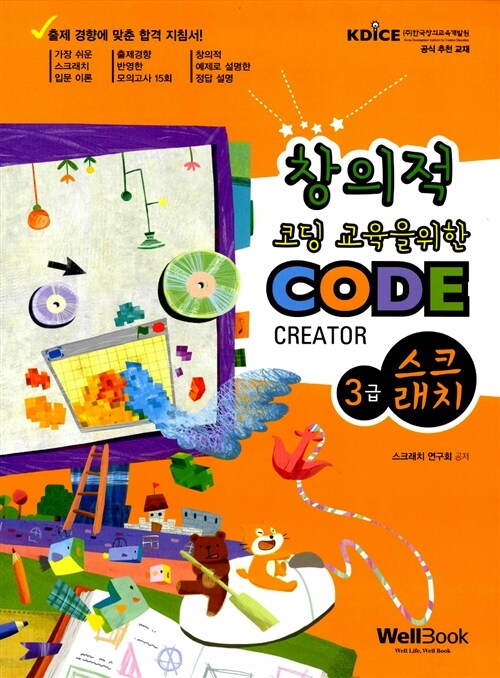 출제 경향에 맞춘 합격 지침서!
가장 쉬운
스크래치
입문 이론
출제경향
반영한
모의고사 15회
창의적
예제로 설명한
정답 설명
KDICE (주)한국창의교육개발원
공식 추천 교재
창의적
코딩 교육을위한
CODE
CREATOR
3급 스크래치
스크래치 연구회 공저
WellBook
Well Life, Well Book